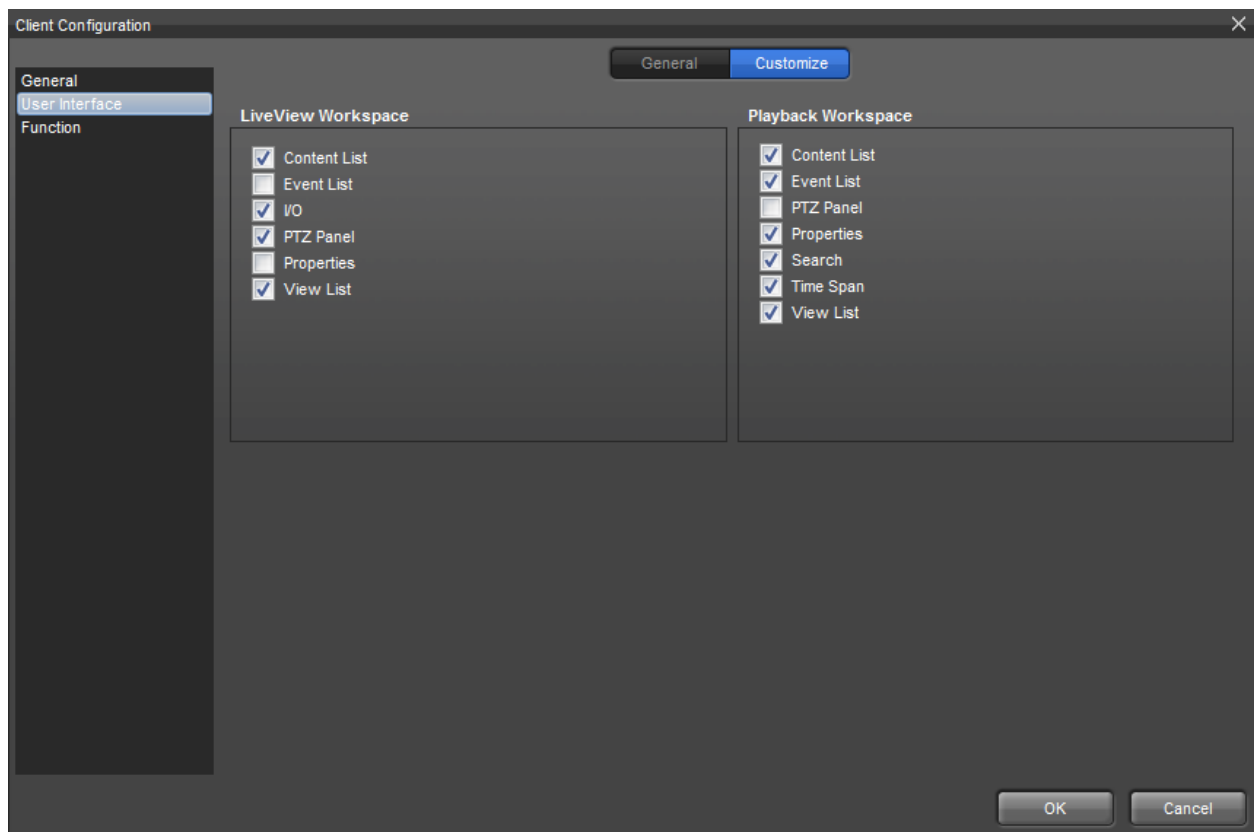 Client Configuration
General
Customize
General
User Interface
Function
LiveView Workspace
Content List
Event List
I/O
PTZ Panel
Properties
View List
Playback Workspace
Content List
Event List
PTZ Panel
Properties
Search
Time Span
View List
OK
Cancel